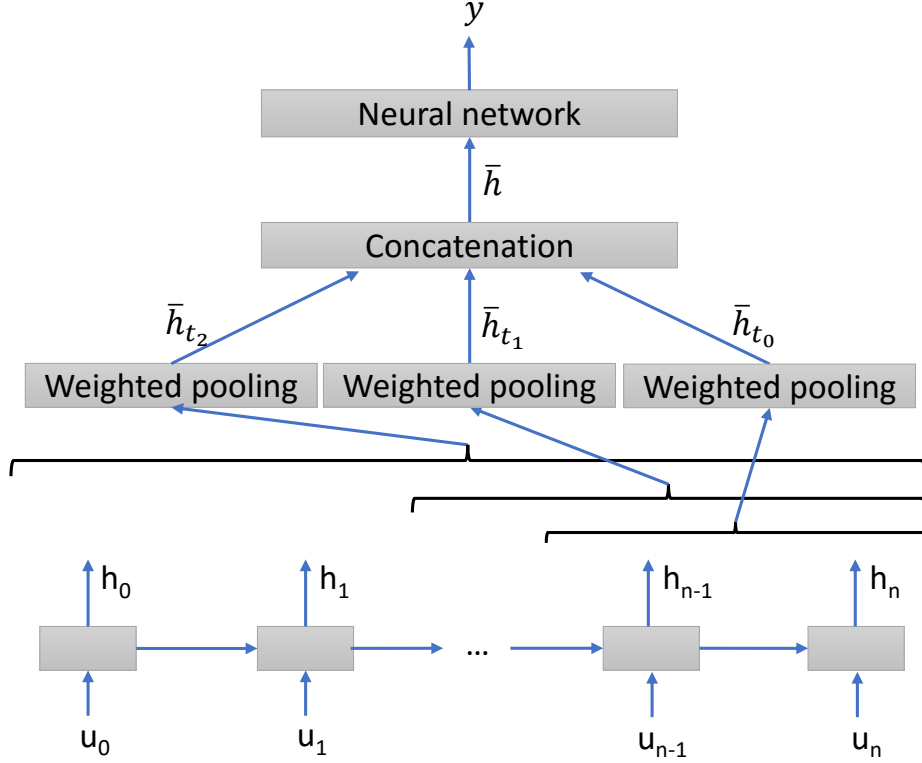 y
Neural network
h̄
Concatenation
h̄ₜ₂ h̄ₜ₁ h̄ₜ₀
Weighted pooling Weighted pooling Weighted pooling
h₀ h₁ hₙ₋₁ hₙ
...
u₀ u₁ uₙ₋₁ uₙ